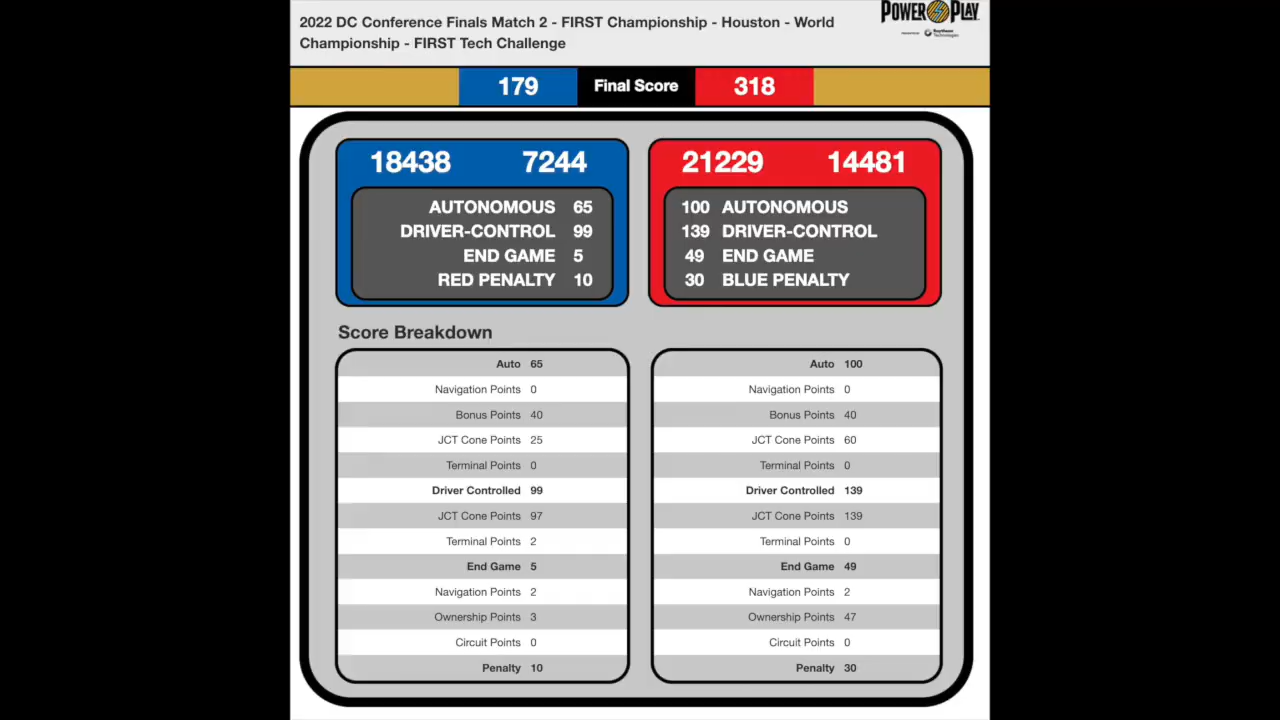 2022 DC Conference Finals Match 2 - FIRST Championship - Houston - World
Championship - FIRST Tech Challenge
POWER PLAY
Raytheon
Technologies
179 Final Score 318
18438 7244
AUTONOMOUS 65
DRIVER-CONTROL 99
END GAME 5
RED PENALTY 10
21229 14481
100 AUTONOMOUS
139 DRIVER-CONTROL
49 END GAME
30 BLUE PENALTY
Score Breakdown
Auto 65
Navigation Points 0
Bonus Points 40
JCT Cone Points 25
Terminal Points 0
Driver Controlled 99
JCT Cone Points 97
Terminal Points 2
End Game 5
Navigation Points 2
Ownership Points 3
Circuit Points 0
Penalty 10
Auto 100
Navigation Points 0
Bonus Points 40
JCT Cone Points 60
Terminal Points 0
Driver Controlled 139
JCT Cone Points 139
Terminal Points 0
End Game 49
Navigation Points 2
Ownership Points 47
Circuit Points 0
Penalty 30